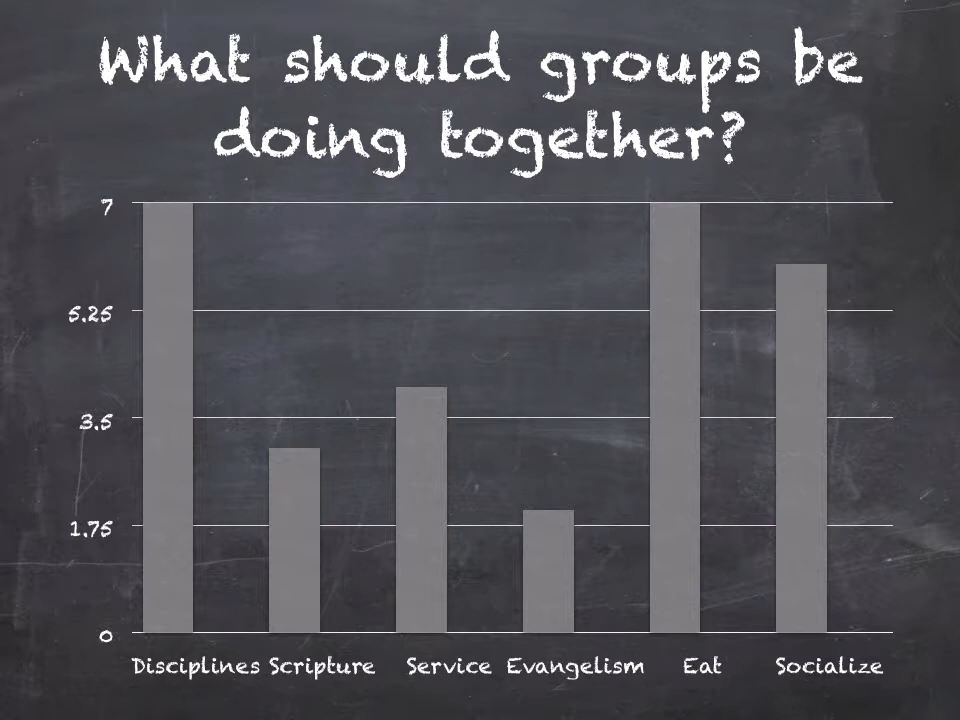 What should groups be
doing together?
7
5.25
3.5
1.75
0
Disciplines Scripture Service Evangelism Eat Socialize